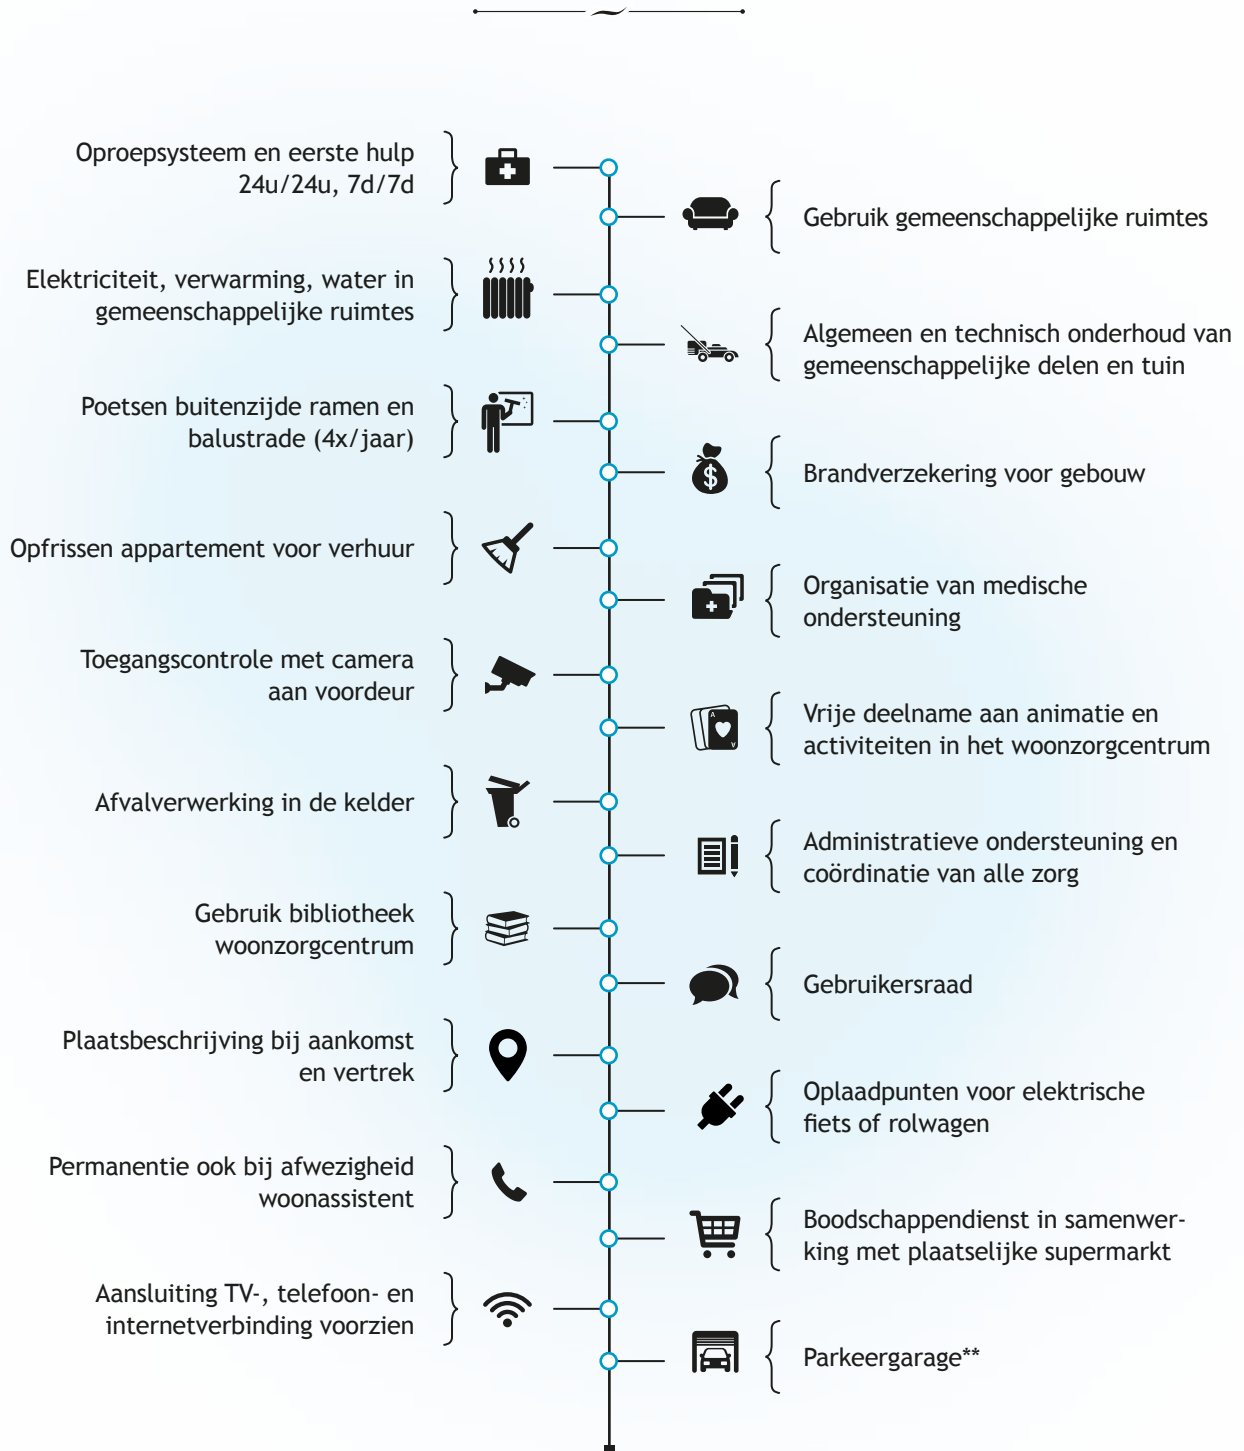 Oproepsysteem en eerste hulp
24u/24u, 7d/7d
Gebruik gemeenschappelijke ruimtes
Elektriciteit, verwarming, water in
gemeenschappelijke ruimtes
Algemeen en technisch onderhoud van
gemeenschappelijke delen en tuin
Poetsen buitenzijde ramen en
balustrade (4x/jaar)
Brandverzekering voor gebouw
Opfrissen appartement voor verhuur
Organisatie van medische
ondersteuning
Toegangscontrole met camera
aan voordeur
Vrije deelname aan animatie en
activiteiten in het woonzorgcentrum
Afvalverwerking in de kelder
Administratieve ondersteuning en
coördinatie van alle zorg
Gebruik bibliotheek
woonzorgcentrum
Gebruikersraad
Plaatsbeschrijving bij aankomst
en vertrek
Oplaadpunten voor elektrische
fiets of rolwagen
Permanentie ook bij afwezigheid
woonassistent
Boodschappendienst in samenwer-
king met plaatselijke supermarkt
Aansluiting TV-, telefoon- en
internetverbinding voorzien
Parkeergarage**